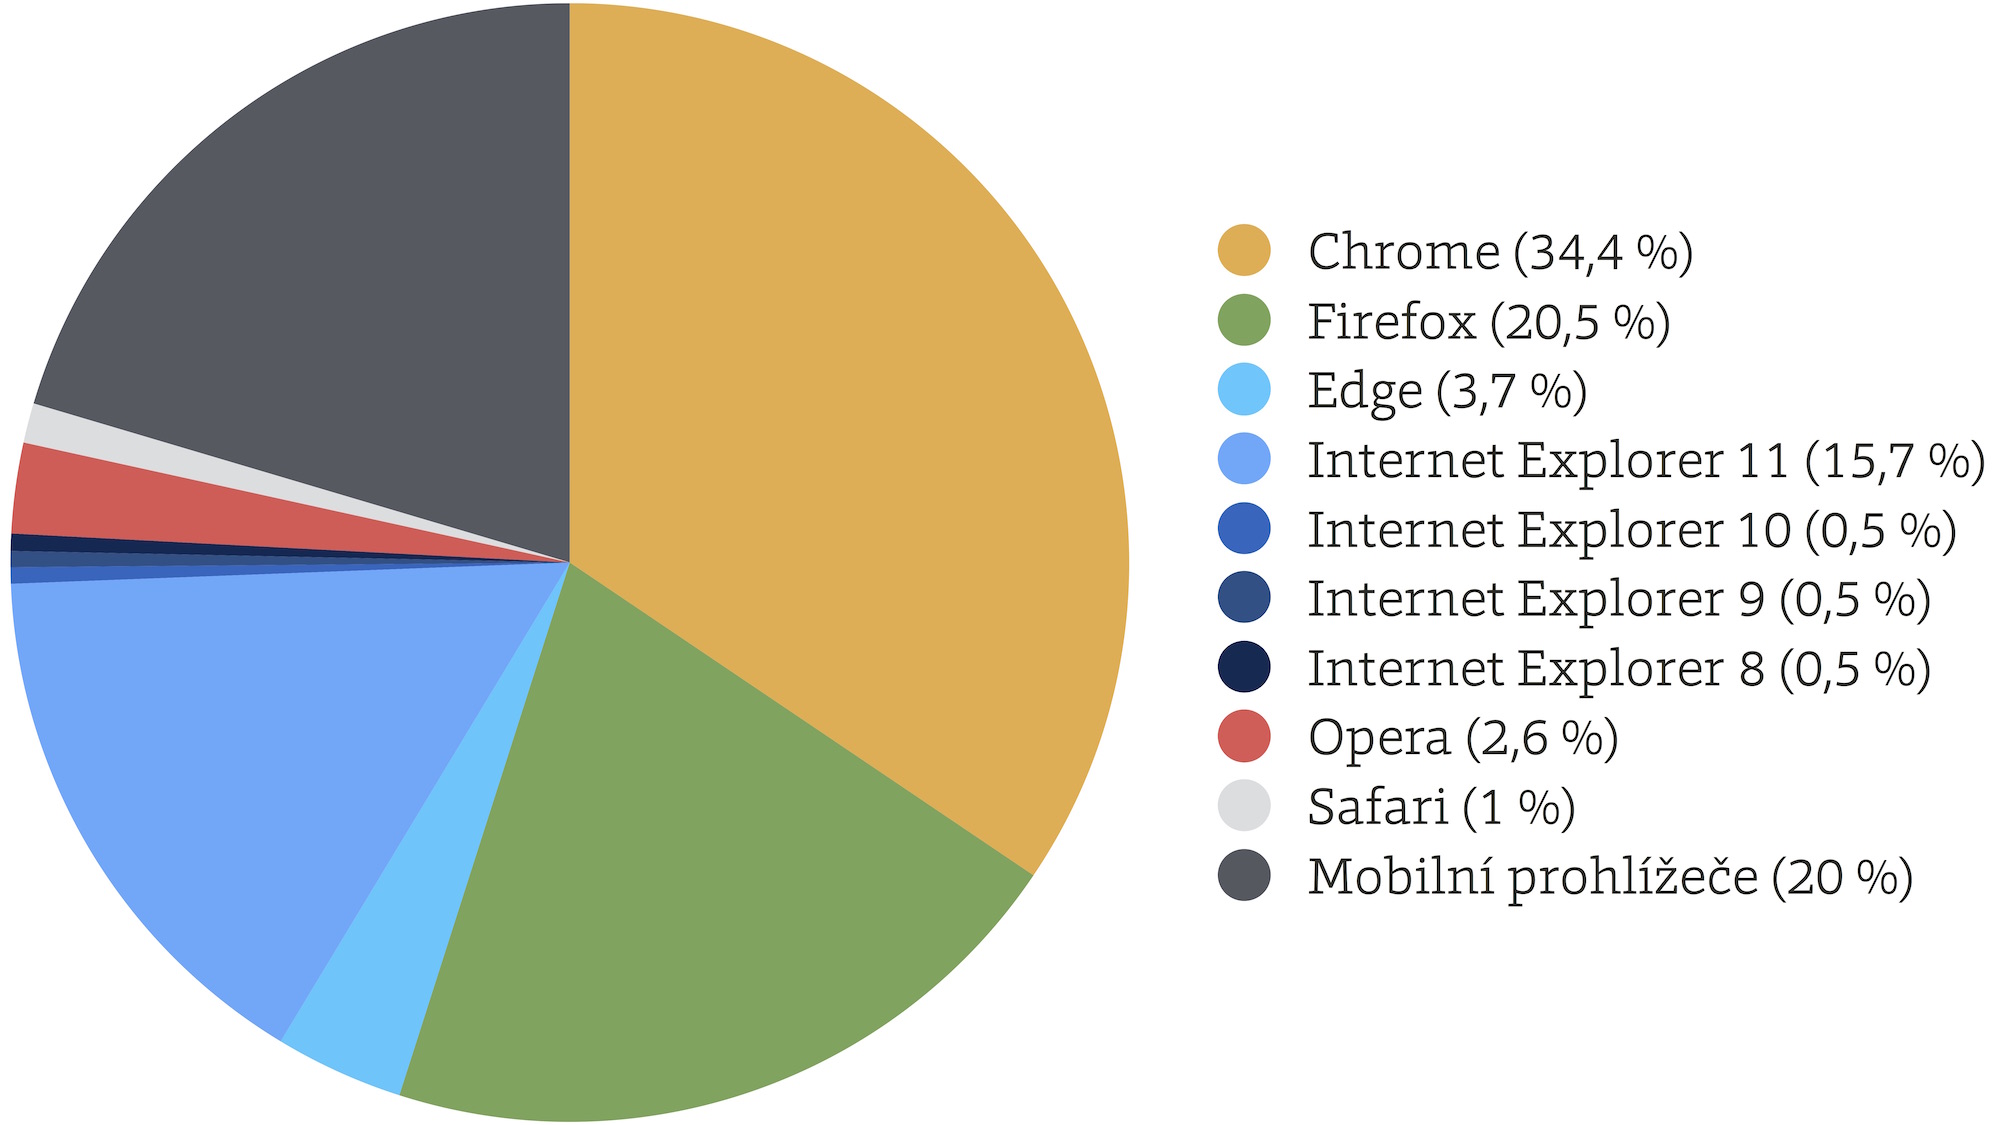 Chrome (34,4 %)
Firefox (20,5 %)
Edge (3,7 %)
Internet Explorer 11 (15,7 %)
Internet Explorer 10 (0,5 %)
Internet Explorer 9 (0,5 %)
Internet Explorer 8 (0,5 %)
Opera (2,6 %)
Safari (1 %)
Mobilní prohlížeče (20 %)